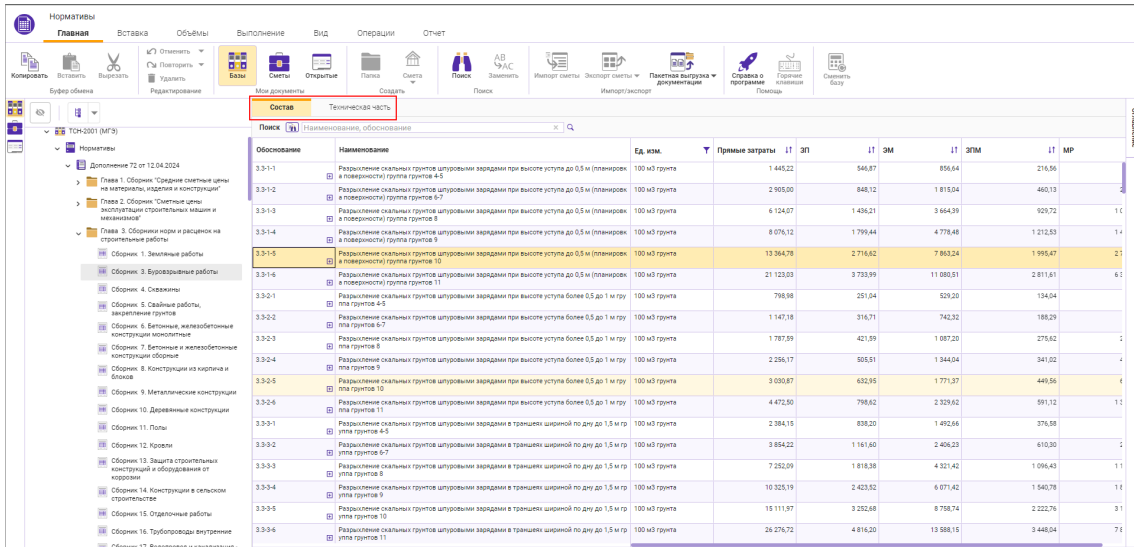 Нормативы
Главная Вставка Объёмы Выполнение Вид Операции Отчет
Копировать Вставить Вырезать
Отменить
Повторить
Удалить
Базы Сметы Открытые Папка Смета Поиск Заменить Импорт сметы Экспорт сметы Пакетная выгрузка документации Справка о программе Горячие клавиши Сменить базу
Буфер обмена Редактирование Мои документы Создать Поиск Импорт/экспорт Помощь
Состав Техническая часть
Поиск Наименование, обоснование
ТСН-2001 (МГЭ)
Нормативы
Дополнение 72 от 12.04.2024
Глава 1. Сборник "Средние сметные цены
на материалы, изделия и конструкции"
Глава 2. Сборник "Сметные цены
эксплуатации строительных машин и
механизмов"
Глава 3. Сборники норм и расценок на
строительные работы
Сборник 1. Земляные работы
Сборник 3. Буровзрывные работы
Сборник 4. Скважины
Сборник 5. Свайные работы,
закрепление грунтов
Сборник 6. Бетонные, железобетонные
конструкции монолитные
Сборник 7. Бетонные и железобетонные
конструкции сборные
Сборник 8. Конструкции из кирпича и
блоков
Сборник 9. Металлические конструкции
Сборник 10. Деревянные конструкции
Сборник 11. Полы
Сборник 12. Кровли
Сборник 13. Защита строительных
конструкций и оборудования от
коррозии
Сборник 14. Конструкции в сельском
строительстве
Сборник 15. Отделочные работы
Сборник 16. Трубопроводы внутренние
Обоснование Наименование Ед. изм. Прямые затраты ЗП ЭМ ЗПМ МР
3.3-1-1 Разрыхление скальных грунтов шпуровыми зарядами при высоте уступа до 0,5 м (планировк 100 м3 грунта 1 445,22 546,87 856,64 216,56
а поверхности) группа грунтов 4-5
3.3-1-2 Разрыхление скальных грунтов шпуровыми зарядами при высоте уступа до 0,5 м (планировк 100 м3 грунта 2 905,00 848,12 1 815,04 460,13
а поверхности) группа грунтов 6-7
3.3-1-3 Разрыхление скальных грунтов шпуровыми зарядами при высоте уступа до 0,5 м (планировк 100 м3 грунта 6 124,07 1 436,21 3 664,39 929,72
а поверхности) группа грунтов 8
3.3-1-4 Разрыхление скальных грунтов шпуровыми зарядами при высоте уступа до 0,5 м (планировк 100 м3 грунта 8 076,12 1 799,44 4 778,48 1 212,53
а поверхности) группа грунтов 9
3.3-1-5 Разрыхление скальных грунтов шпуровыми зарядами при высоте уступа до 0,5 м (планировк 100 м3 грунта 13 364,78 2 716,62 7 863,24 1 995,47
а поверхности) группа грунтов 10
3.3-1-6 Разрыхление скальных грунтов шпуровыми зарядами при высоте уступа до 0,5 м (планировк 100 м3 грунта 21 123,03 3 733,99 11 080,51 2 811,61
а поверхности) группа грунтов 11
3.3-2-1 Разрыхление скальных грунтов шпуровыми зарядами при высоте уступа более 0,5 до 1 м гру 100 м3 грунта 798,98 251,04 529,20 134,04
ппа грунтов 4-5
3.3-2-2 Разрыхление скальных грунтов шпуровыми зарядами при высоте уступа более 0,5 до 1 м гру 100 м3 грунта 1 147,18 316,71 742,32 188,29
ппа грунтов 6-7
3.3-2-3 Разрыхление скальных грунтов шпуровыми зарядами при высоте уступа более 0,5 до 1 м гру 100 м3 грунта 1 787,59 421,59 1 087,20 275,62
ппа грунтов 8
3.3-2-4 Разрыхление скальных грунтов шпуровыми зарядами при высоте уступа более 0,5 до 1 м гру 100 м3 грунта 2 256,17 505,51 1 344,04 341,02
ппа грунтов 9
3.3-2-5 Разрыхление скальных грунтов шпуровыми зарядами при высоте уступа более 0,5 до 1 м гру 100 м3 грунта 3 030,87 632,95 1 771,37 449,56
ппа грунтов 10
3.3-2-6 Разрыхление скальных грунтов шпуровыми зарядами при высоте уступа более 0,5 до 1 м гру 100 м3 грунта 4 472,50 798,62 2 329,62 591,12
ппа грунтов 11
3.3-3-1 Разрыхление скальных грунтов шпуровыми зарядами в траншеях шириной по дну до 1,5 м гр 100 м3 грунта 2 384,15 838,20 1 492,66 376,58
уппа грунтов 4-5
3.3-3-2 Разрыхление скальных грунтов шпуровыми зарядами в траншеях шириной по дну до 1,5 м гр 100 м3 грунта 3 854,22 1 161,60 2 406,23 610,30
уппа грунтов 6-7
3.3-3-3 Разрыхление скальных грунтов шпуровыми зарядами в траншеях шириной по дну до 1,5 м гр 100 м3 грунта 7 252,09 1 818,38 4 321,42 1 096,43
уппа грунтов 8
3.3-3-4 Разрыхление скальных грунтов шпуровыми зарядами в траншеях шириной по дну до 1,5 м гр 100 м3 грунта 10 325,19 2 423,52 6 071,42 1 540,78
уппа грунтов 9
3.3-3-5 Разрыхление скальных грунтов шпуровыми зарядами в траншеях шириной по дну до 1,5 м гр 100 м3 грунта 15 111,97 3 252,68 8 758,74 2 222,76
уппа грунтов 10
3.3-3-6 Разрыхление скальных грунтов шпуровыми зарядами в траншеях шириной по дну до 1,5 м гр 100 м3 грунта 26 276,72 4 816,20 13 588,15 3 448,04
уппа грунтов 11